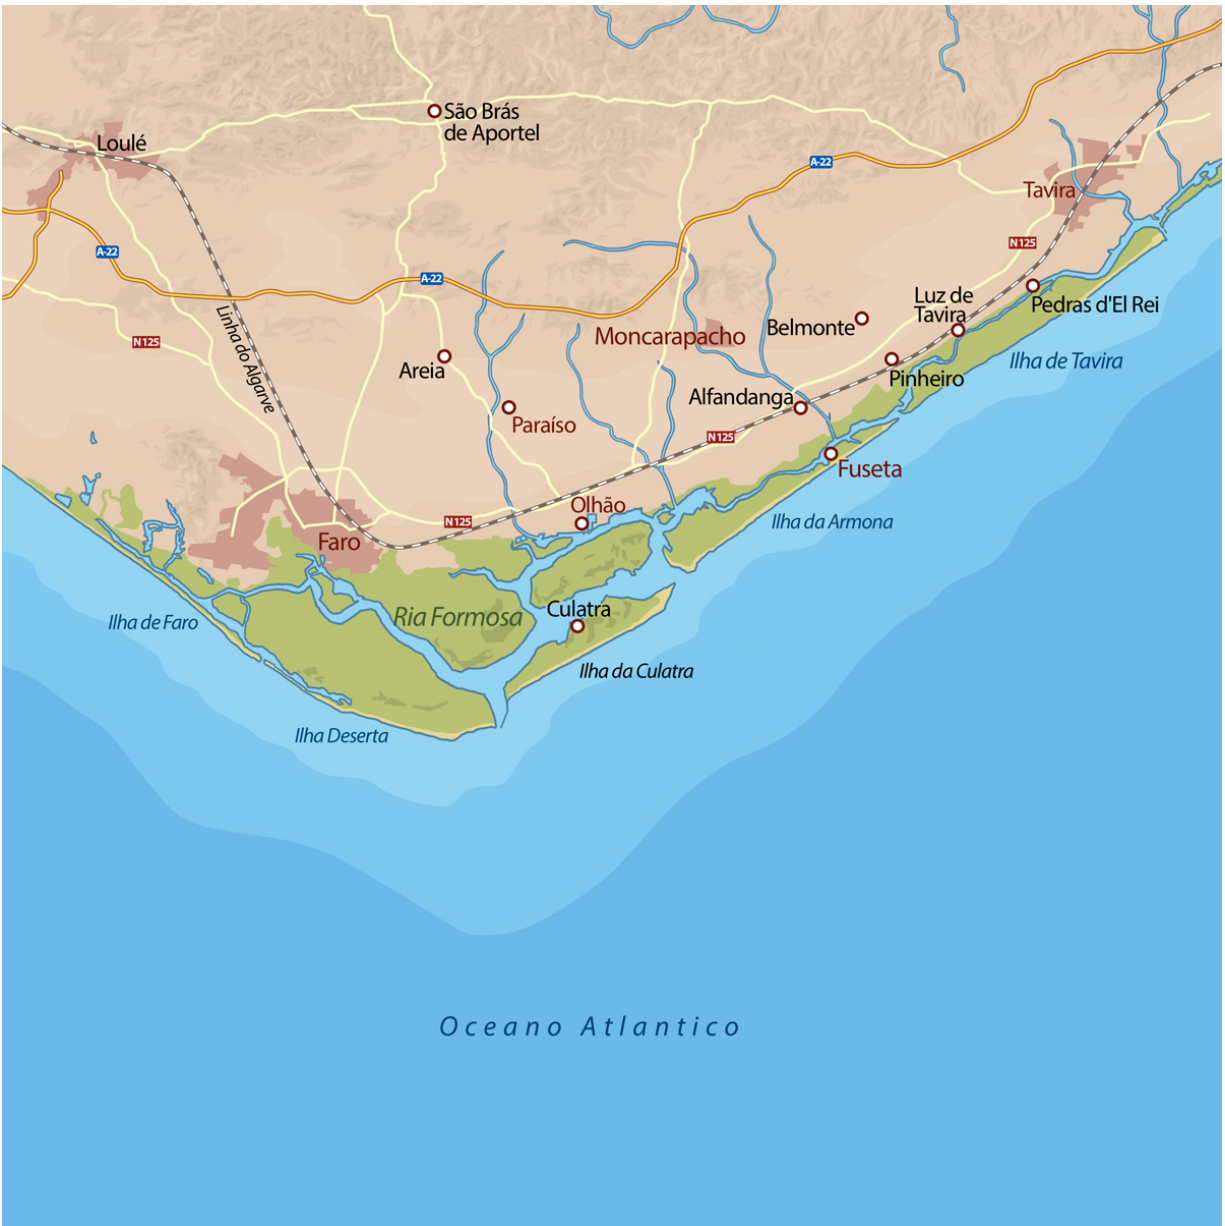 São Brás
de Aportel
Loulé
A-22
Tavira
N125
A-22
A-22
Luz de
Tavira
Pedras d'El Rei
Linha do Algarve
N125
Moncarapacho
Belmonte
Ilha de Tavira
Areia
Pinheiro
Alfandanga
Paraíso
N125
Fuseta
Olhão
N125
Ilha da Armona
Faro
Culatra
Ria Formosa
Ilha de Faro
Ilha da Culatra
Ilha Deserta
Oceano Atlantico